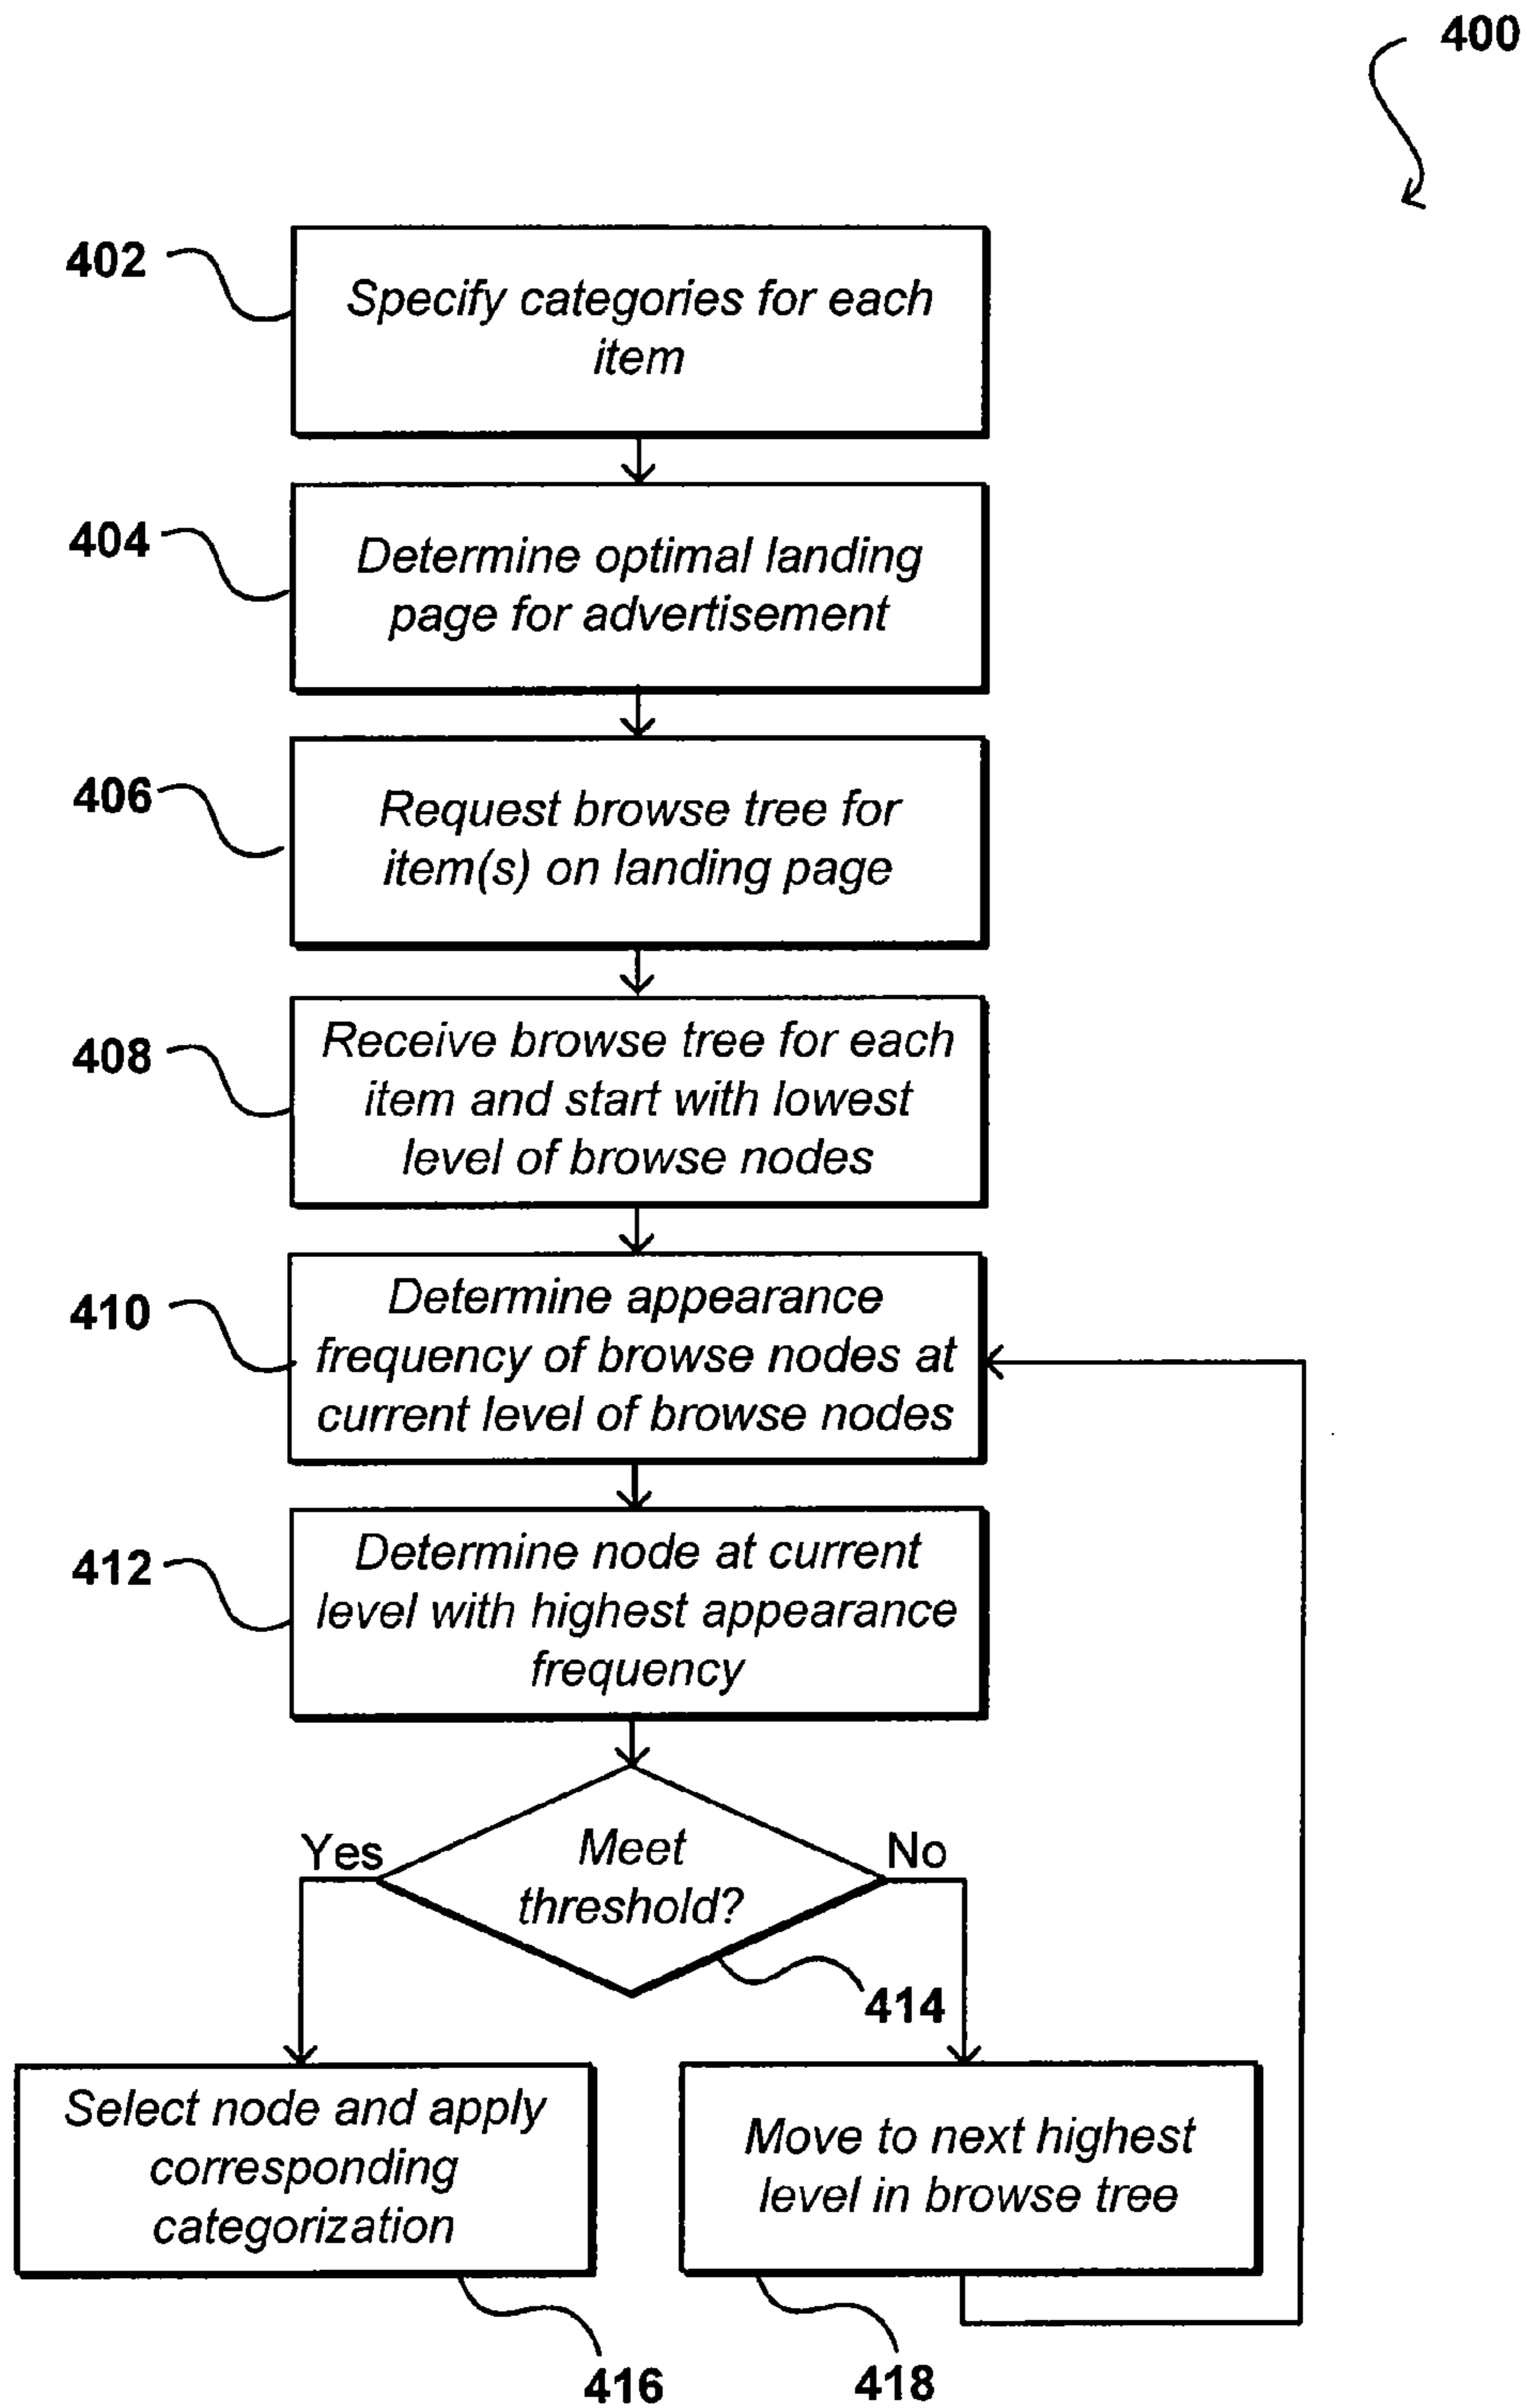 400
402
Specify categories for each
item
404
Determine optimal landing
page for advertisement
406
Request browse tree for
item(s) on landing page
408
Receive browse tree for each
item and start with lowest
level of browse nodes
410
Determine appearance
frequency of browse nodes at
current level of browse nodes
412
Determine node at current
level with highest appearance
frequency
Yes
Meet
threshold?
No
414
Select node and apply
corresponding
categorization
416
Move to next highest
level in browse tree
418